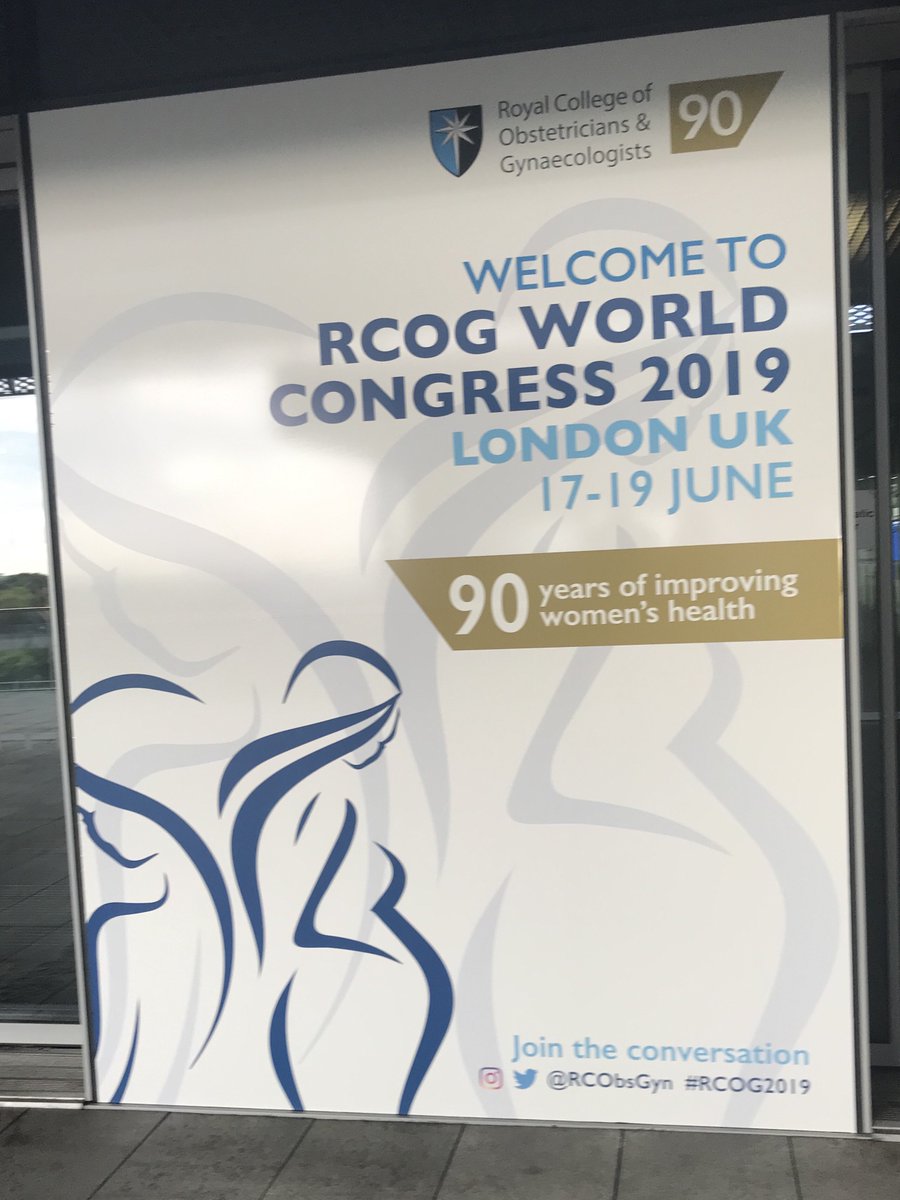 Royal College of
Obstetricians &
Gynaecologists
90
WELCOME TO
RCOG WORLD
CONGRESS 2019
LONDON UK
17-19 JUNE
90 years of improving
women's health
Join the conversation
@RCObsGyn #RCOG2019